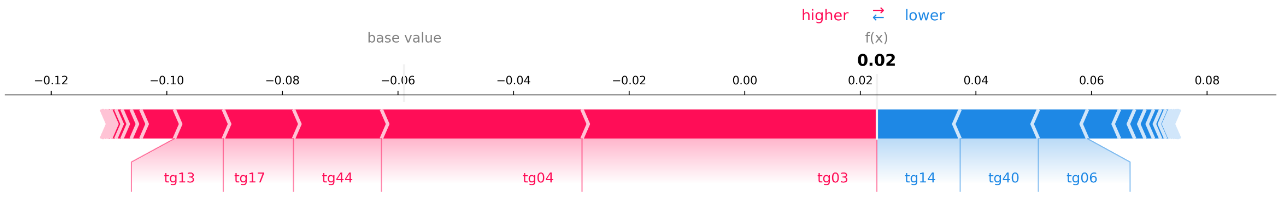 higher ⇄ lower
base value f(x)
0.02
−0.12 −0.10 −0.08 −0.06 −0.04 −0.02 0.00 0.02 0.04 0.06 0.08
tg13 tg17 tg44 tg04 tg03 tg14 tg40 tg06